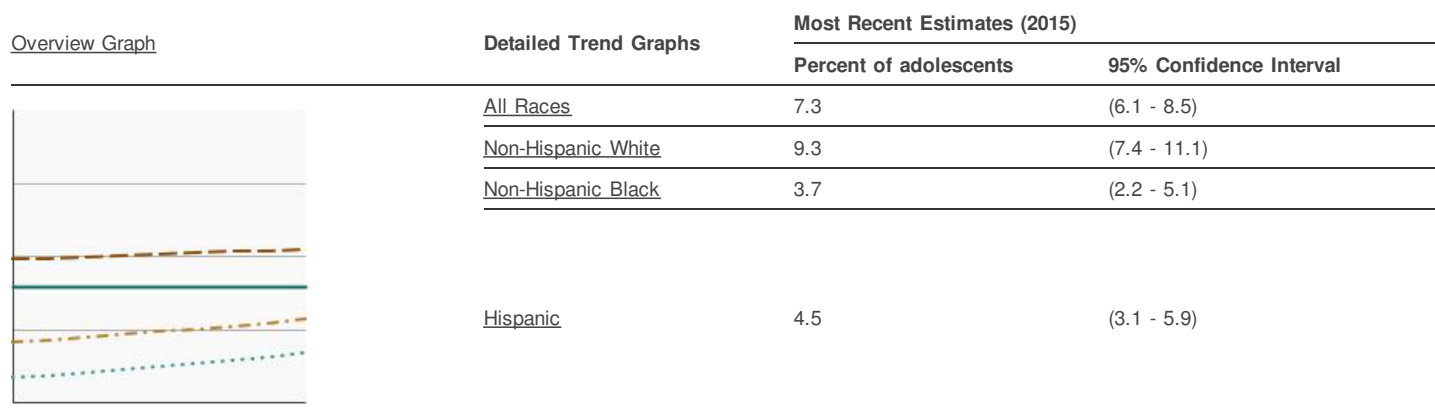 Overview Graph
Detailed Trend Graphs
Most Recent Estimates (2015)
Percent of adolescents
95% Confidence Interval
All Races 7.3 (6.1 - 8.5)
Non-Hispanic White 9.3 (7.4 - 11.1)
Non-Hispanic Black 3.7 (2.2 - 5.1)
Hispanic 4.5 (3.1 - 5.9)